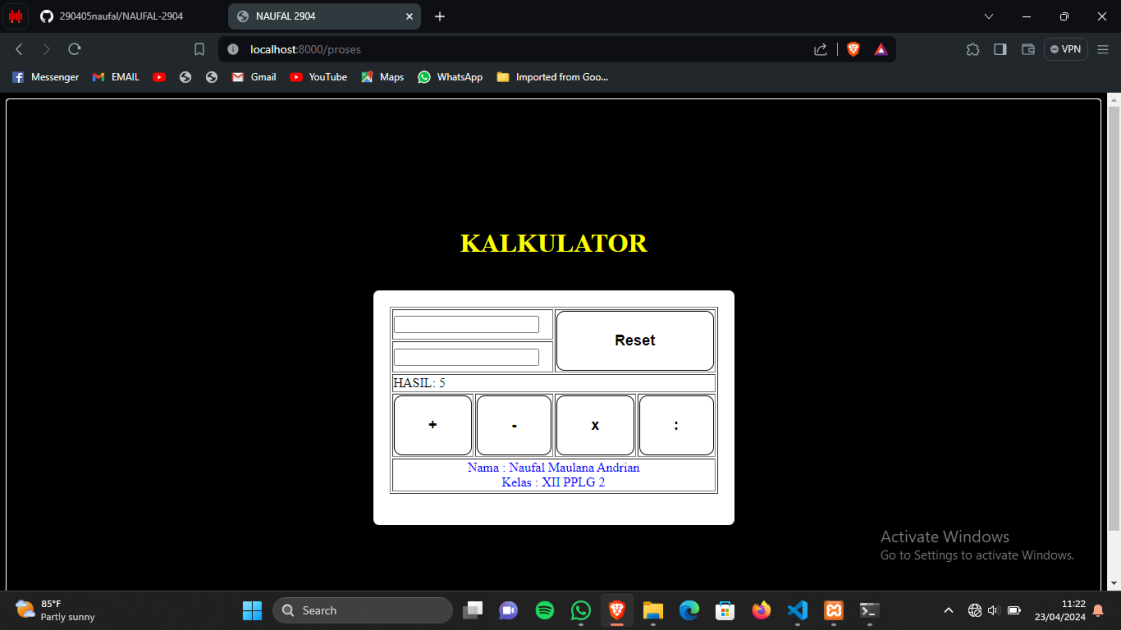 290405naufal/NAUFAL-2904
NAUFAL 2904
localhost:8000/proses
VPN
Messenger
EMAIL
Gmail
YouTube
Maps
WhatsApp
Imported from Goo...
KALKULATOR
Reset
HASIL: 5
+ - x :
Nama : Naufal Maulana Andrian
Kelas : XII PPLG 2
Activate Windows
Go to Settings to activate Windows.
85°F
Partly sunny
Search
11:22
23/04/2024